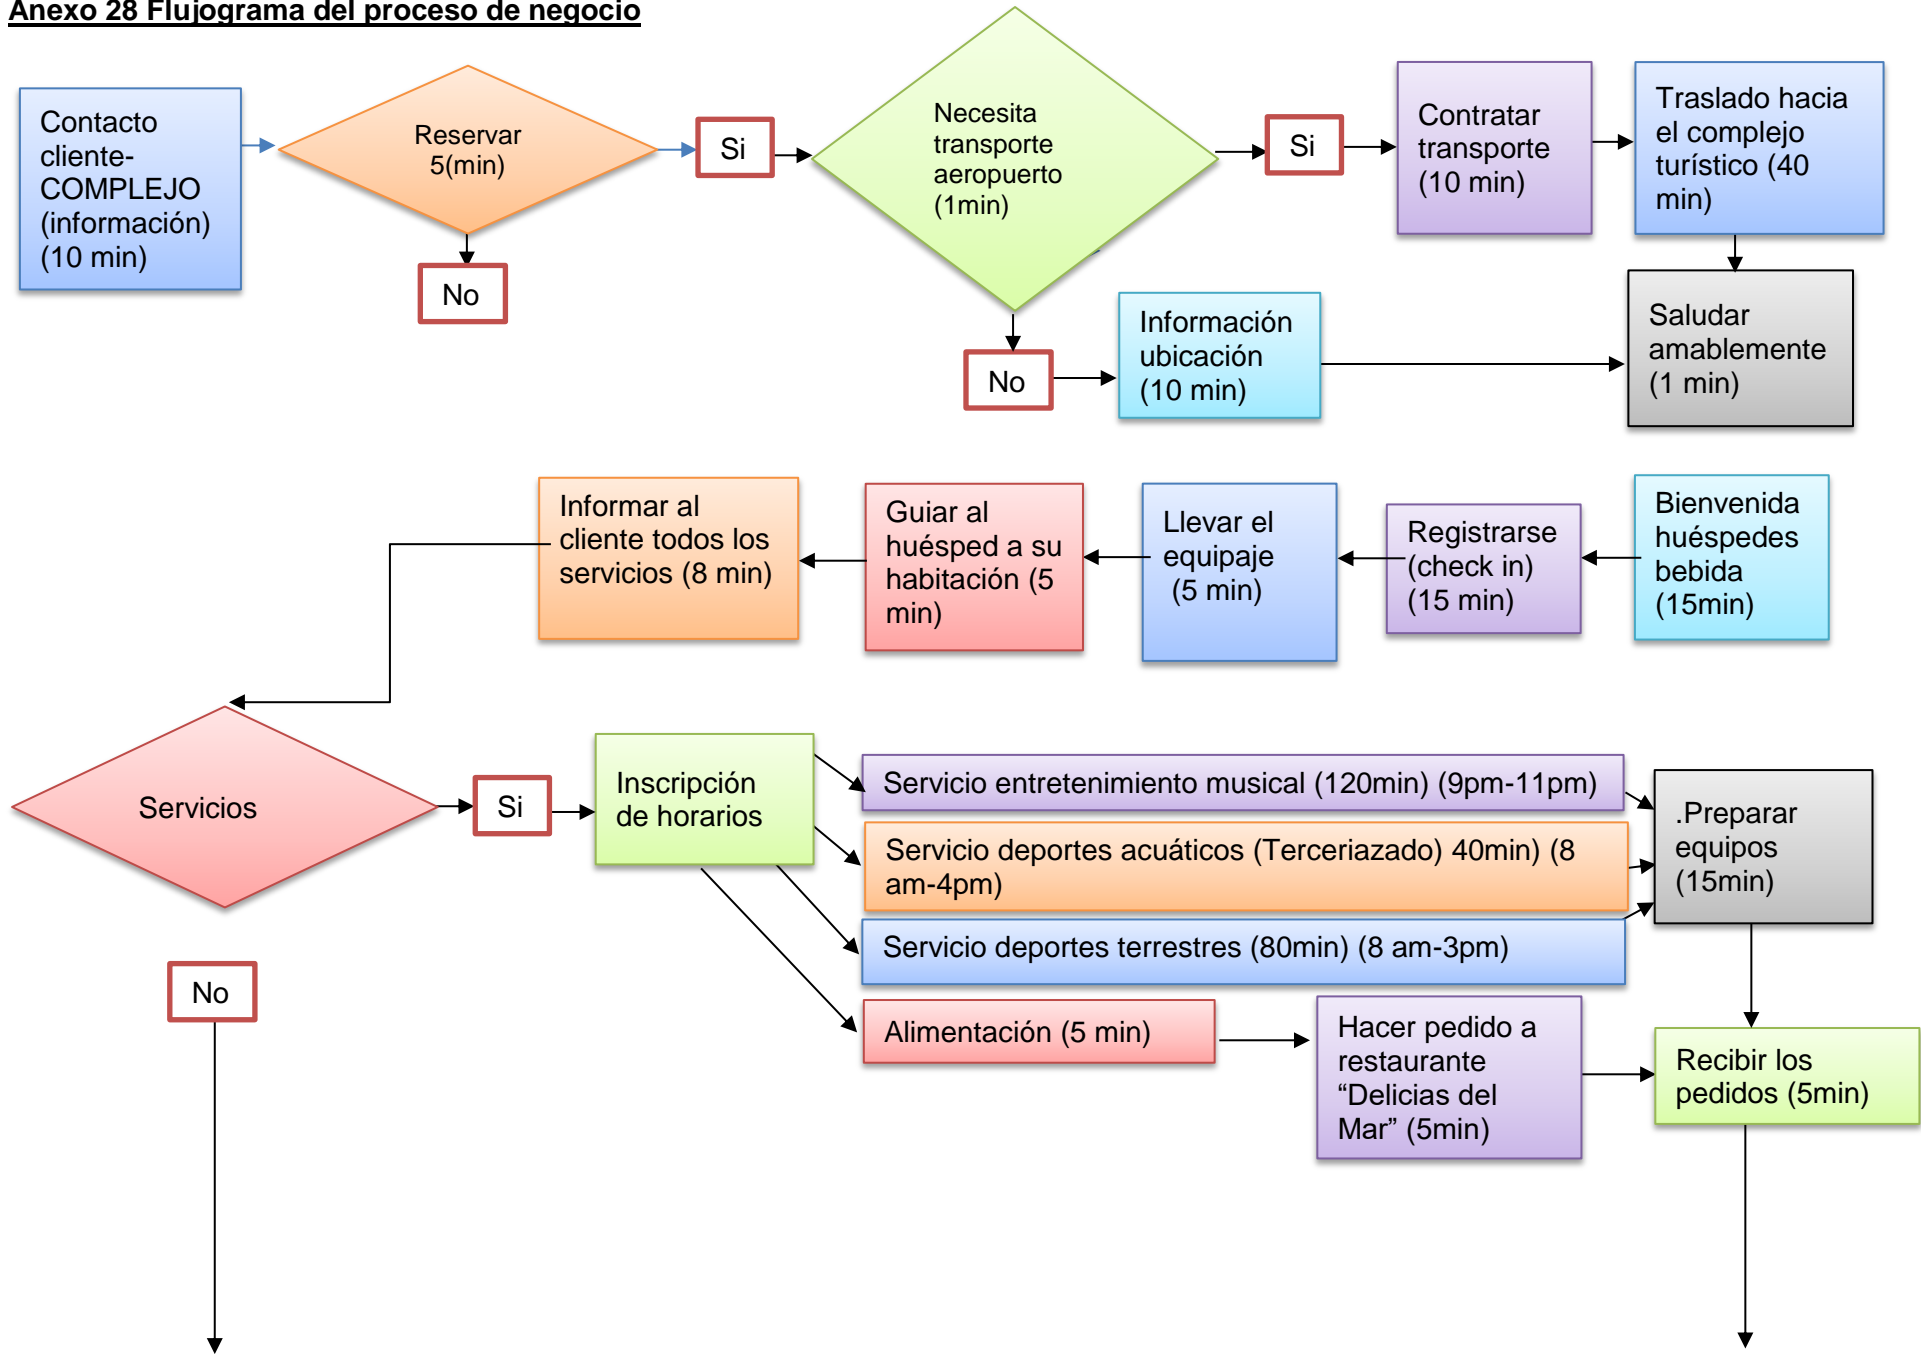 Anexo 28 Flujograma del proceso de negocio
Contacto
cliente-
COMPLEJO
(información)
(10 min)
Reservar
5(min)
Si
No
Necesita
transporte
aeropuerto
(1min)
Si
Contratar
transporte
(10 min)
Traslado hacia
el complejo
turístico (40
min)
No
Información
ubicación
(10 min)
Saludar
amablemente
(1 min)
Informar al
cliente todos los
servicios (8 min)
Guiar al
huésped a su
habitación (5
min)
Llevar el
equipaje
(5 min)
Registrarse
(check in)
(15 min)
Bienvenida
huéspedes
bebida
(15min)
Servicios
Si
Inscripción
de horarios
Servicio entretenimiento musical (120min) (9pm-11pm)
Servicio deportes acuáticos (Terceriazado) 40min) (8
am-4pm)
Servicio deportes terrestres (80min) (8 am-3pm)
.Preparar
equipos
(15min)
No
Alimentación (5 min)
Hacer pedido a
restaurante
“Delicias del
Mar” (5min)
Recibir los
pedidos (5min)